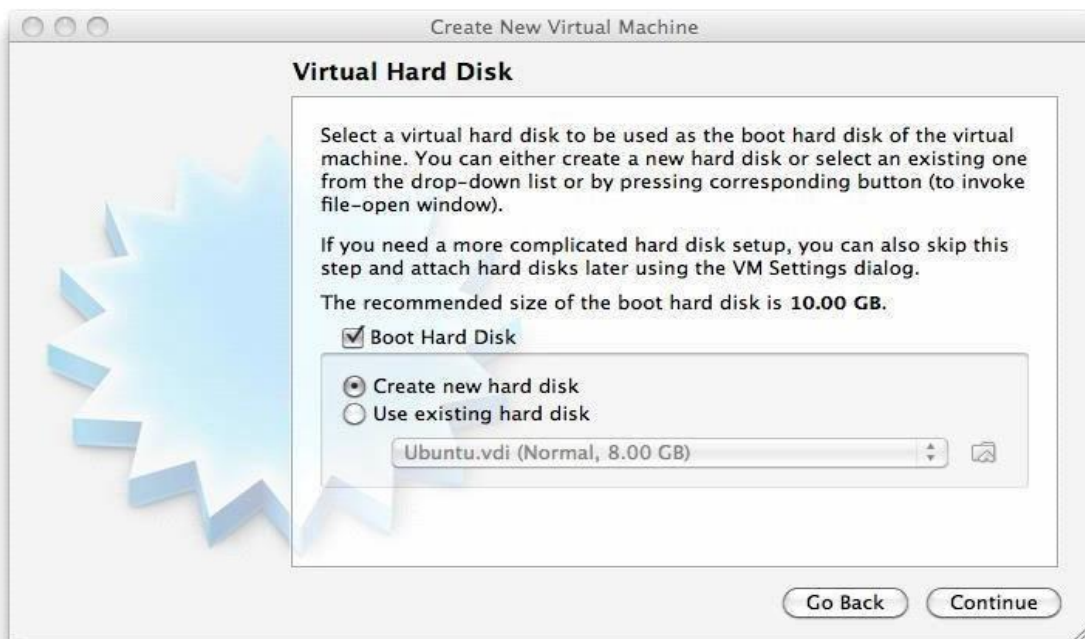 Create New Virtual Machine
Virtual Hard Disk
Select a virtual hard disk to be used as the boot hard disk of the virtual
machine. You can either create a new hard disk or select an existing one
from the drop-down list or by pressing corresponding button (to invoke
file-open window).
If you need a more complicated hard disk setup, you can also skip this
step and attach hard disks later using the VM Settings dialog.
The recommended size of the boot hard disk is 10.00 GB.
Boot Hard Disk
Create new hard disk
Use existing hard disk
Ubuntu.vdi (Normal, 8.00 GB)
Go Back
Continue